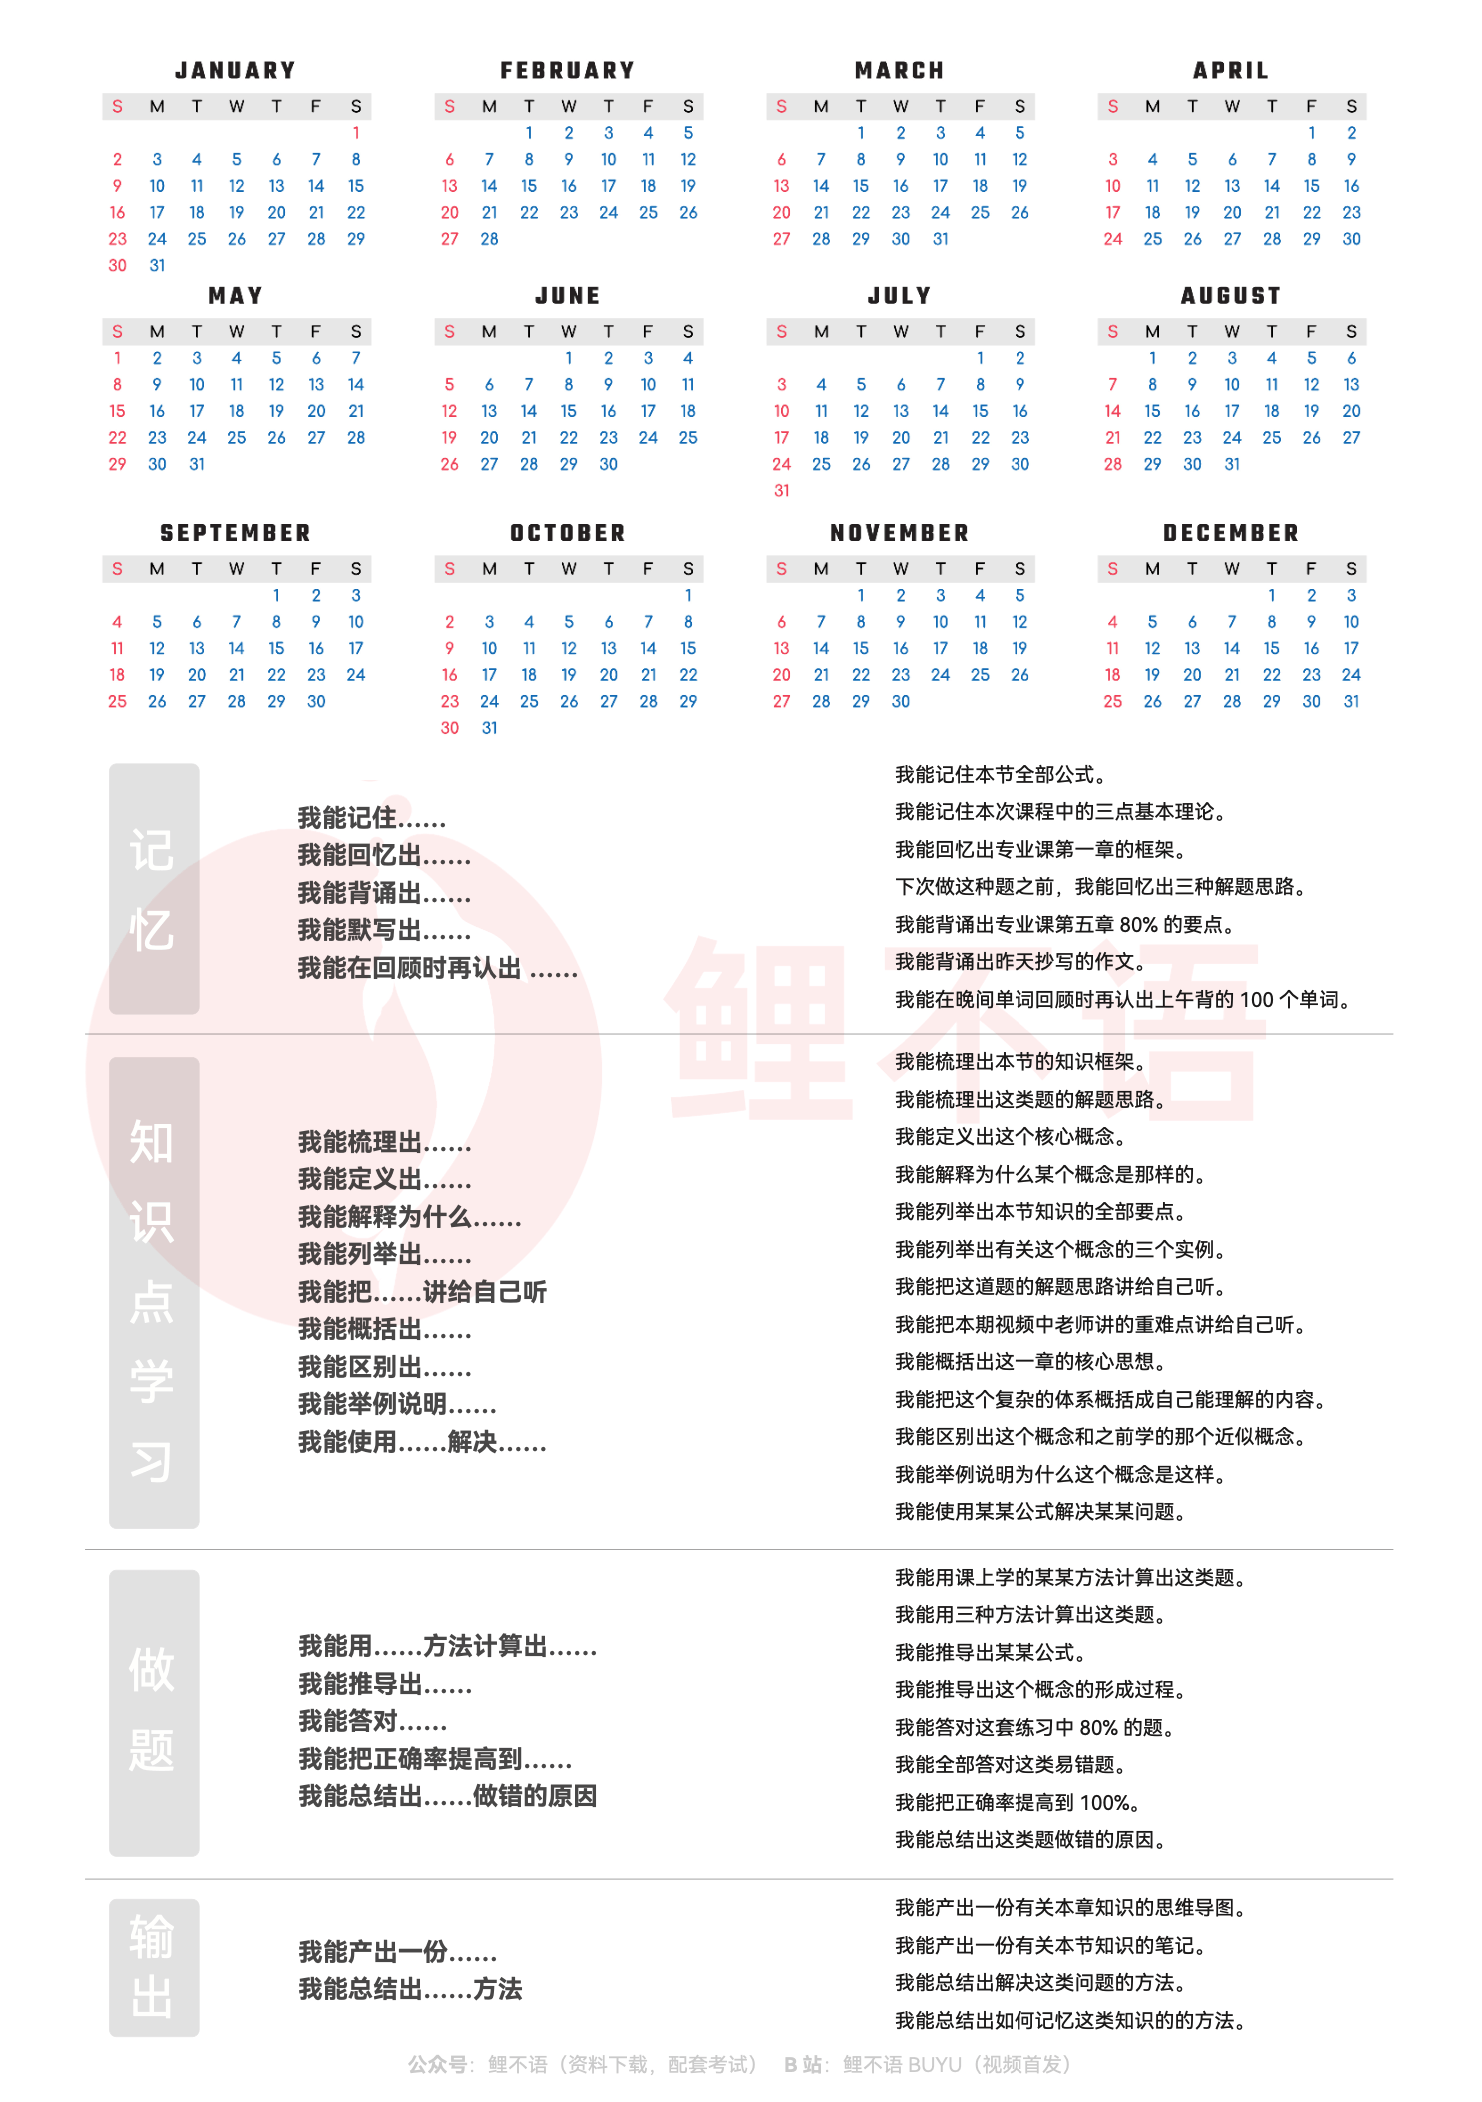 JANUARY FEBRUARY MARCH APRIL
S M T W T F S S M T W T F S S M T W T F S S M T W T F S
1 1 2 3 4 5 1 2 3 4 5 1 2
2 3 4 5 6 7 8 6 7 8 9 10 11 12 6 7 8 9 10 11 12 3 4 5 6 7 8 9
9 10 11 12 13 14 15 13 14 15 16 17 18 19 13 14 15 16 17 18 19 10 11 12 13 14 15 16
16 17 18 19 20 21 22 20 21 22 23 24 25 26 20 21 22 23 24 25 26 17 18 19 20 21 22 23
23 24 25 26 27 28 29 27 28 27 28 29 30 31 24 25 26 27 28 29 30
30 31
MAY JUNE JULY AUGUST
S M T W T F S S M T W T F S S M T W T F S S M T W T F S
1 2 3 4 5 6 7 1 2 3 4 1 2 1 2 3 4 5 6
8 9 10 11 12 13 14 5 6 7 8 9 10 11 3 4 5 6 7 8 9 7 8 9 10 11 12 13
15 16 17 18 19 20 21 12 13 14 15 16 17 18 10 11 12 13 14 15 16 14 15 16 17 18 19 20
22 23 24 25 26 27 28 19 20 21 22 23 24 25 17 18 19 20 21 22 23 21 22 23 24 25 26 27
29 30 31 26 27 28 29 30 24 25 26 27 28 29 30 28 29 30 31
31
SEPTEMBER OCTOBER NOVEMBER DECEMBER
S M T W T F S S M T W T F S S M T W T F S S M T W T F S
1 2 3 1 1 2 3 4 5 1 2 3
4 5 6 7 8 9 10 2 3 4 5 6 7 8 6 7 8 9 10 11 12 4 5 6 7 8 9 10
11 12 13 14 15 16 17 9 10 11 12 13 14 15 13 14 15 16 17 18 19 11 12 13 14 15 16 17
18 19 20 21 22 23 24 16 17 18 19 20 21 22 20 21 22 23 24 25 26 18 19 20 21 22 23 24
25 26 27 28 29 30 23 24 25 26 27 28 29 27 28 29 30 25 26 27 28 29 30 31
30 31
记忆
我能记住……
我能回忆出……
我能背诵出……
我能默写出……
我能在回顾时再认出 ……
我能记住本节全部公式。
我能记住本次课程中的三点基本理论。
我能回忆出专业课第一章的框架。
下次做这种题之前，我能回忆出三种解题思路。
我能背诵出专业课第五章 80% 的要点。
我能背诵出昨天抄写的作文。
我能在晚间单词回顾时再认出上午背的 100 个单词。
鲤不语
知识点学习
我能梳理出……
我能定义出……
我能解释为什么……
我能列举出……
我能把……讲给自己听
我能概括出……
我能区别出……
我能举例说明……
我能使用……解决……
我能梳理出本节的知识框架。
我能梳理出这类题的解题思路。
我能定义出这个核心概念。
我能解释为什么某个概念是那样的。
我能列举出本节知识的全部要点。
我能列举出有关这个概念的三个实例。
我能把这道题的解题思路讲给自己听。
我能把本期视频中老师讲的重难点讲给自己听。
我能概括出这一章的核心思想。
我能把这个复杂的体系概括成自己能理解的内容。
我能区别出这个概念和之前学的那个近似概念。
我能举例说明为什么这个概念是这样。
我能使用某某公式解决某某问题。
做题
我能用……方法计算出……
我能推导出……
我能答对……
我能把正确率提高到……
我能总结出……做错的原因
我能用课上学的某某方法计算出这类题。
我能用三种方法计算出这类题。
我能推导出某某公式。
我能推导出这个概念的形成过程。
我能答对这套练习中 80% 的题。
我能全部答对这类易错题。
我能把正确率提高到 100%。
我能总结出这类题做错的原因。
输出
我能产出一份……
我能总结出……方法
我能产出一份有关本章知识的思维导图。
我能产出一份有关本节知识的笔记。
我能总结出解决这类问题的方法。
我能总结出如何记忆这类知识的的方法。
公众号：鲤不语（资料下载，配套考试） B 站：鲤不语 BUYU（视频首发）